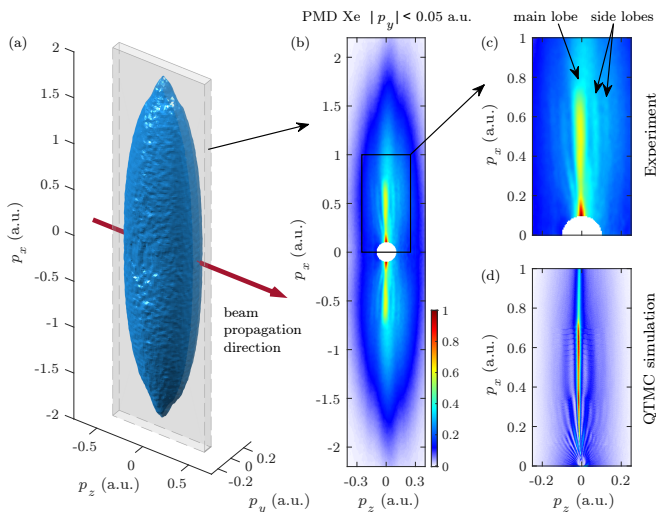 (a)
2
1.5
1
0.5
0
-0.5
-1
-1.5
-2
p_x (a.u.)
-0.5
0
0.5
p_z (a.u.)
-0.2
0
0.2
p_y (a.u.)
beam
propagation
direction
PMD Xe |p_y| < 0.05 a.u.
(b)
2
1.5
1
0.5
0
-0.5
-1
-1.5
-2
p_x (a.u.)
-0.3
0
0.3
p_z (a.u.)
1
0.8
0.6
0.4
0.2
0
main lobe
side lobes
(c)
1
0.8
0.6
0.4
0.2
0
p_x (a.u.)
Experiment
(d)
1
0.8
0.6
0.4
0.2
0
p_x (a.u.)
-0.2
0
0.2
p_z (a.u.)
QTMC simulation